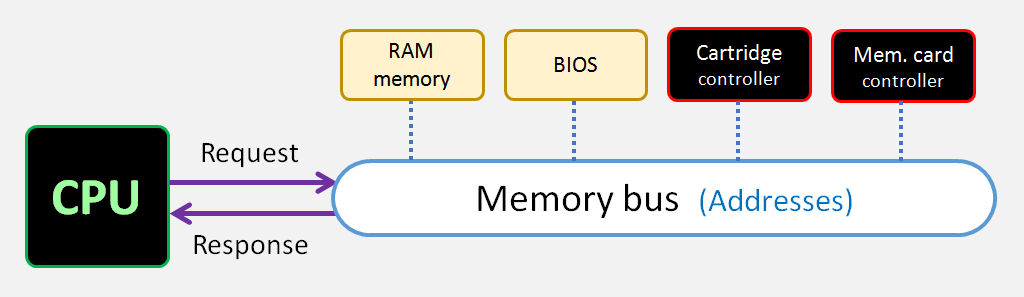 RAM
memory
BIOS
Cartridge
controller
Mem. card
controller
CPU
Request
Response
Memory bus (Addresses)